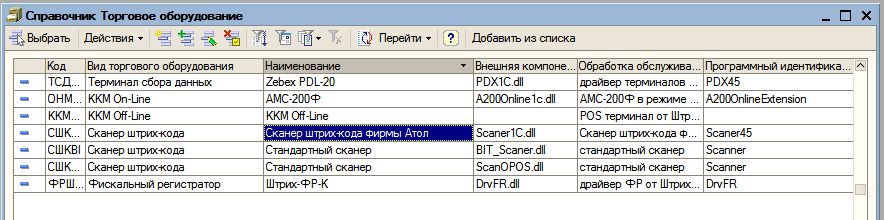 Справочник Торговое оборудование
Выбрать Действия Перейти ? Добавить из списка
Код Вид торгового оборудования Наименование Внешняя компоне... Обработка обслужива... Программный идентифика...
ТСД... Терминал сбора данных Zebex PDL-20 PDX1C.dll драйвер терминалов ... PDX45
ОНМ... ККМ On-Line АМС-200Ф A200Online1c.dll АМС-200Ф в режиме ... A200OnlineExtension
ККМ... ККМ Off-Line ККМ Off-Line POS терминал от Штр...
СШК... Сканер штрих-кода Сканер штрих-кода фирмы Атол Scaner1C.dll Сканер штрих-кода ф... Scaner45
СШКВІ Сканер штрих-кода Стандартный сканер BIT_Scaner.dll стандартный сканер Scanner
СШК... Сканер штрих-кода Стандартный сканер ScanOPOS.dll стандартный сканер Scanner
ФРШ... Фискальный регистратор Штрих-ФР-К DrvFR.dll драйвер ФР от Штрих... DrvFR